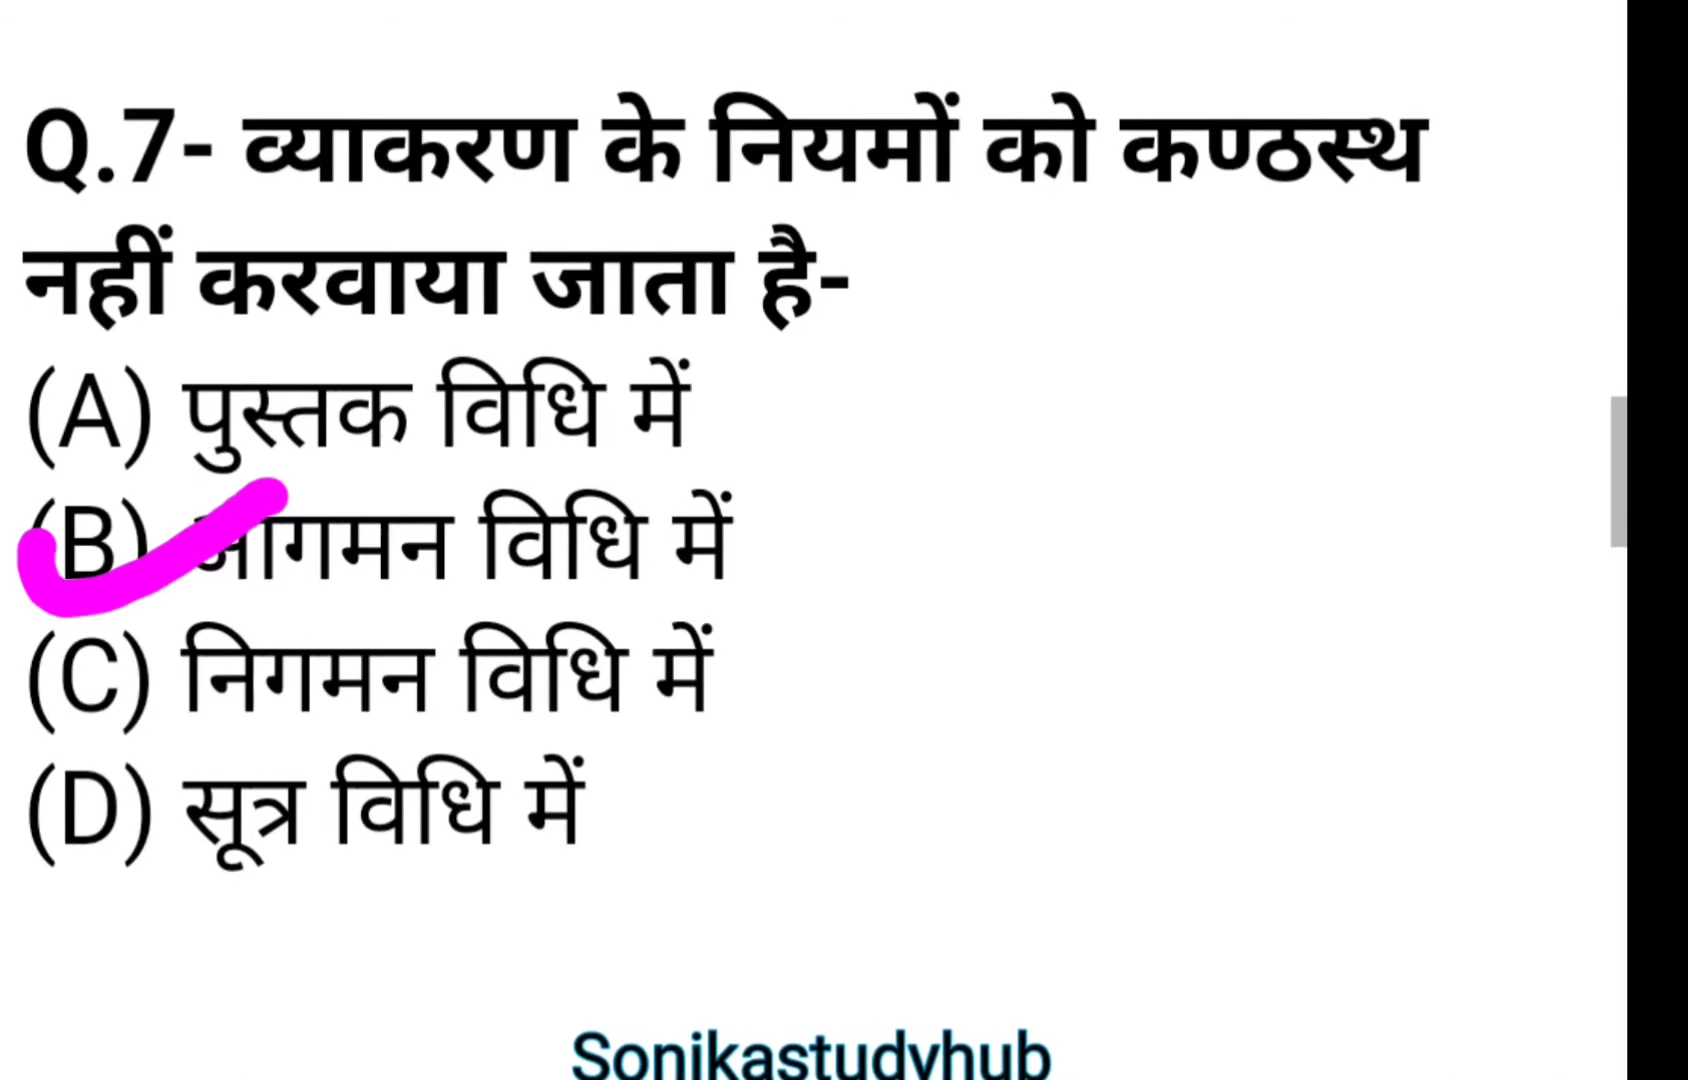 Q.7- व्याकरण के नियमों को कण्ठस्थ
नहीं करवाया जाता है-
(A) पुस्तक विधि में
(B) आगमन विधि में
(C) निगमन विधि में
(D) सूत्र विधि में
Sonikastudyhub